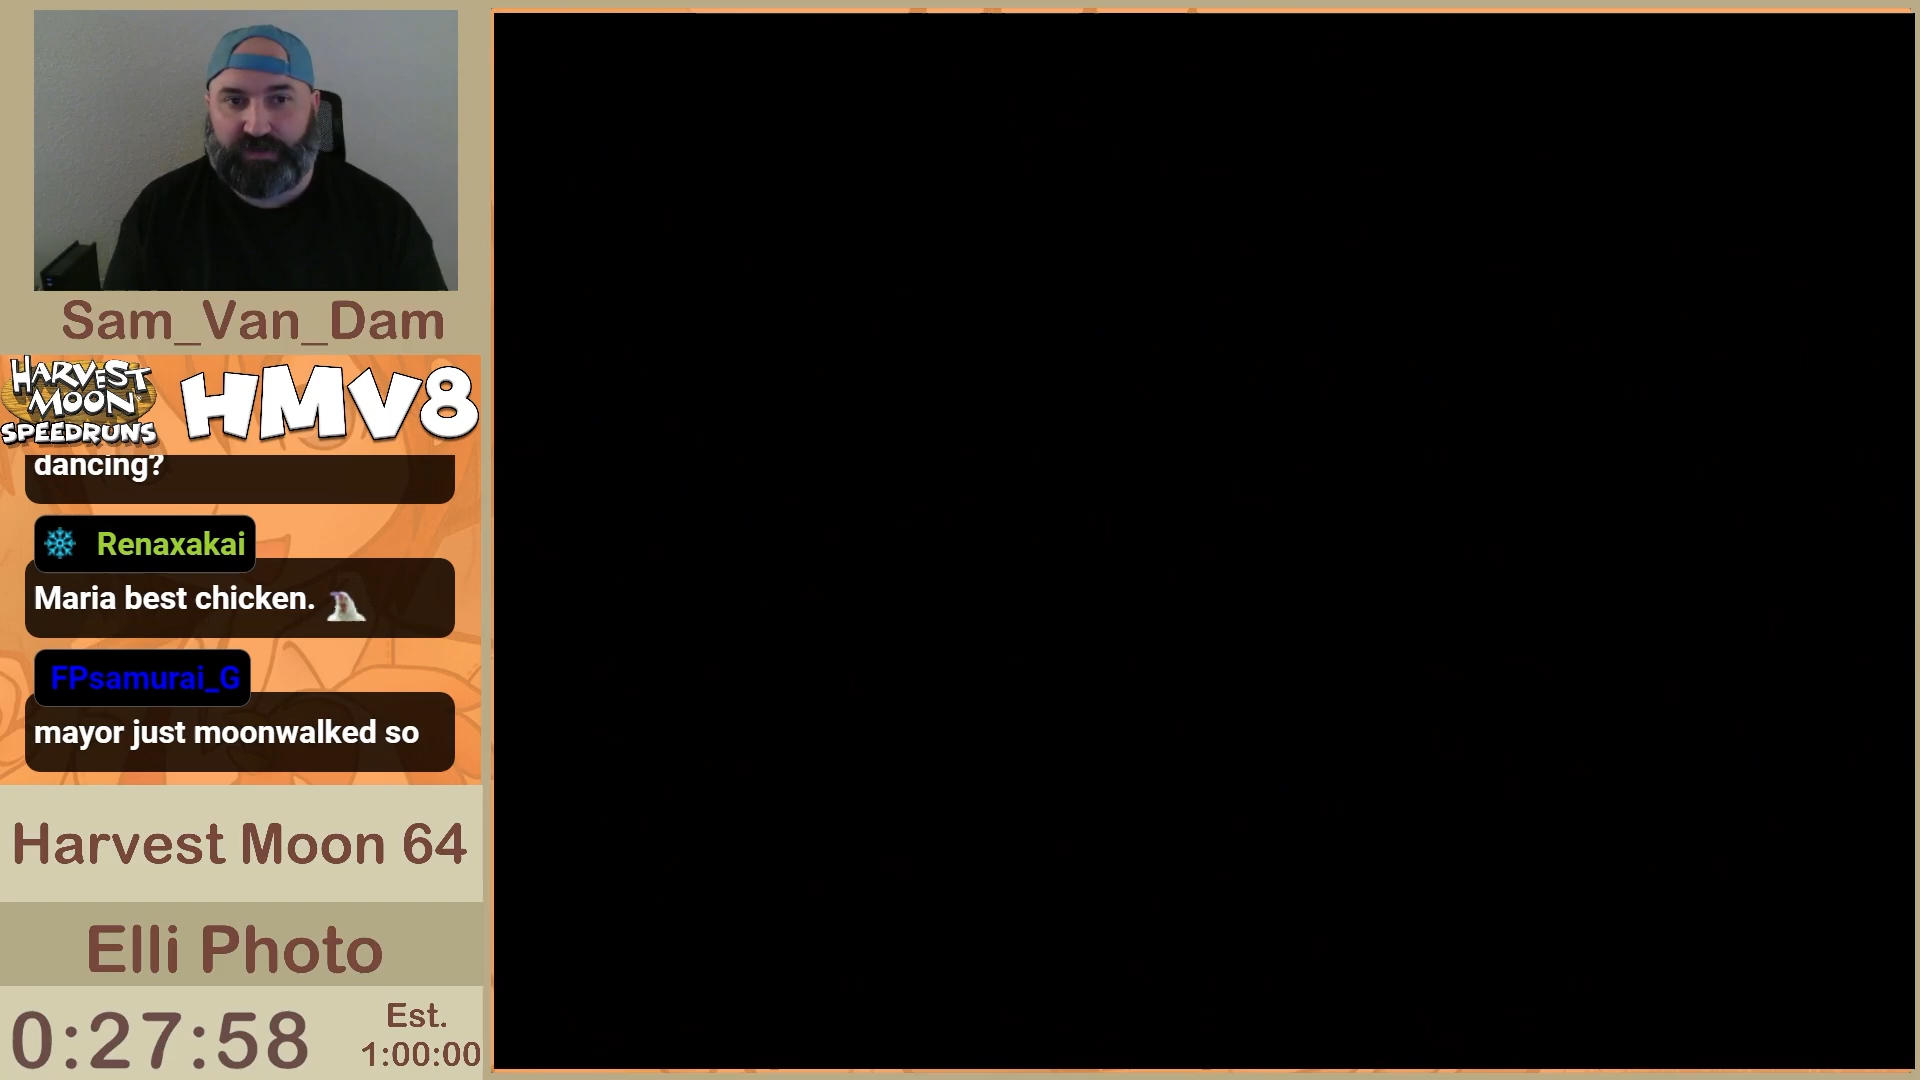 Sam_Van_Dam
HARVEST
MOON
SPEEDRUNS
HMV8
dancing?
Renaxakai
Maria best chicken.
FPsamurai_G
mayor just moonwalked so
Harvest Moon 64
Elli Photo
0:27:58
Est.
1:00:00